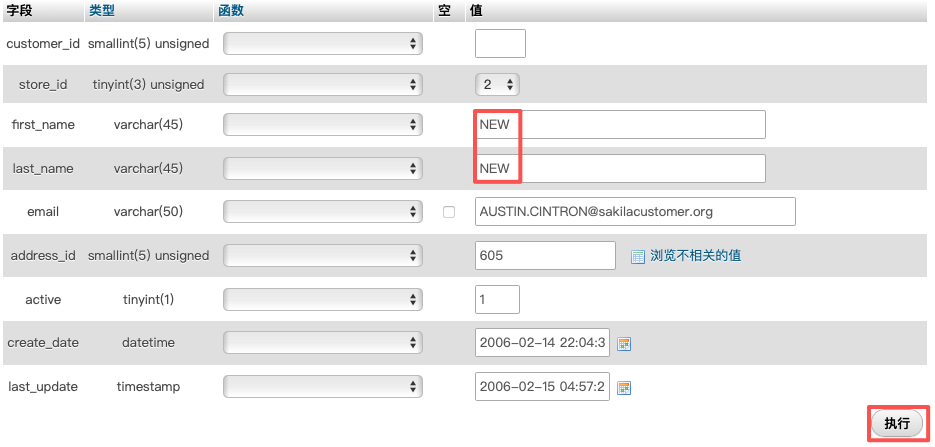 字段 类型 函数 空 值
customer_id smallint(5) unsigned
store_id tinyint(3) unsigned 2
first_name varchar(45) NEW
last_name varchar(45) NEW
email varchar(50) AUSTIN.CINTRON@sakilacustomer.org
address_id smallint(5) unsigned 605 浏览不相关的值
active tinyint(1) 1
create_date datetime 2006-02-14 22:04:3
last_update timestamp 2006-02-15 04:57:2
执行